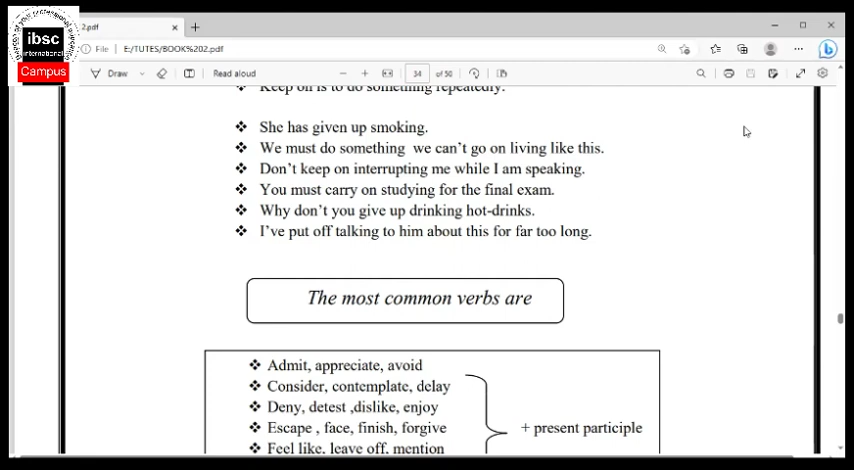 2.pdf
ibsc
international
Campus
File
E:/TUTES/BOOK%202.pdf
Draw
Read aloud
34
of 50
Keep on is to do something repeatedly.
She has given up smoking.
We must do something we can't go on living like this.
Don't keep on interrupting me while I am speaking.
You must carry on studying for the final exam.
Why don't you give up drinking hot-drinks.
I've put off talking to him about this for far too long.
The most common verbs are
Admit, appreciate, avoid
Consider, contemplate, delay
Deny, detest ,dislike, enjoy
Escape , face, finish, forgive
+ present participle
Feel like, leave off, mention